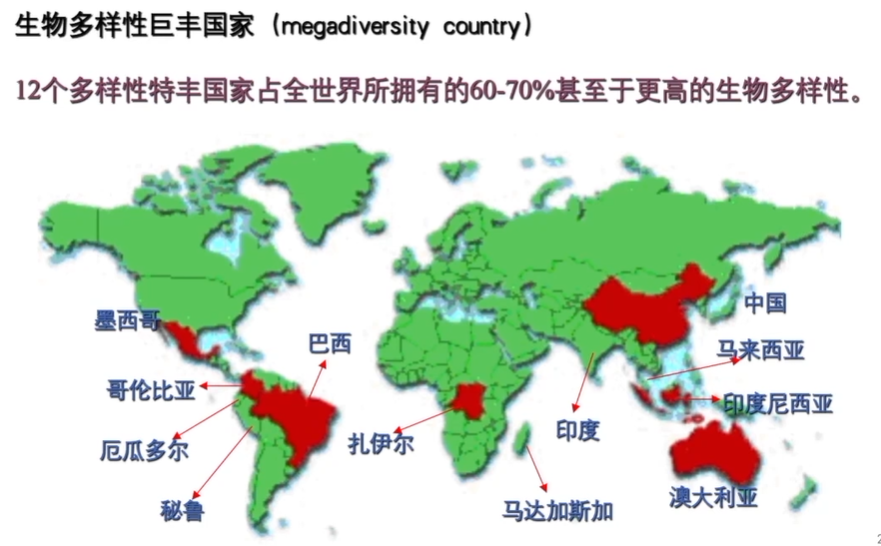 生物多样性巨丰国家（megadiversity country）
12个多样性特丰国家占全世界所拥有的60-70%甚至于更高的生物多样性。
中国
墨西哥
巴西
马来西亚
哥伦比亚
印度尼西亚
厄瓜多尔
扎伊尔
印度
秘鲁
马达加斯加
澳大利亚
2